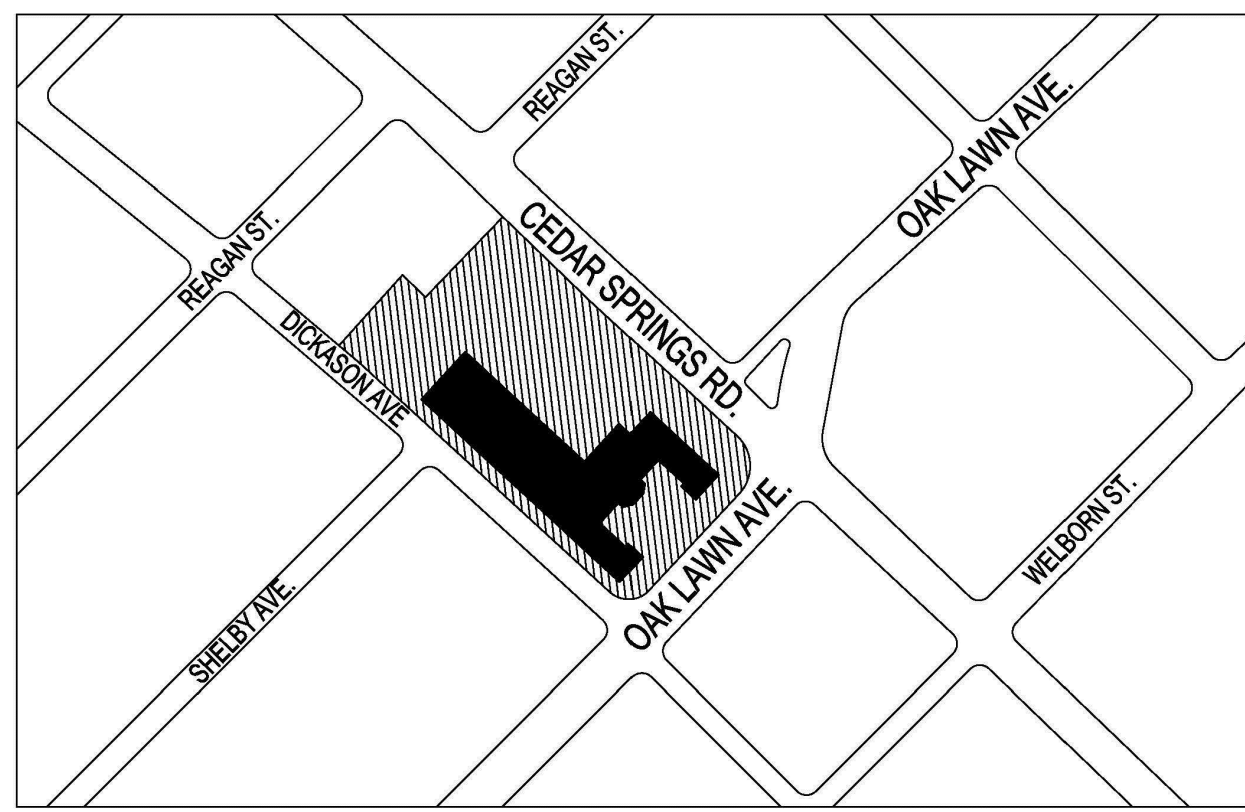 REAGAN ST.
OAK LAWN AVE.
CEDAR SPRINGS RD.
REAGAN ST.
DICKASON AVE
OAK LAWN AVE.
WELBORN ST.
SHELBY AVE.